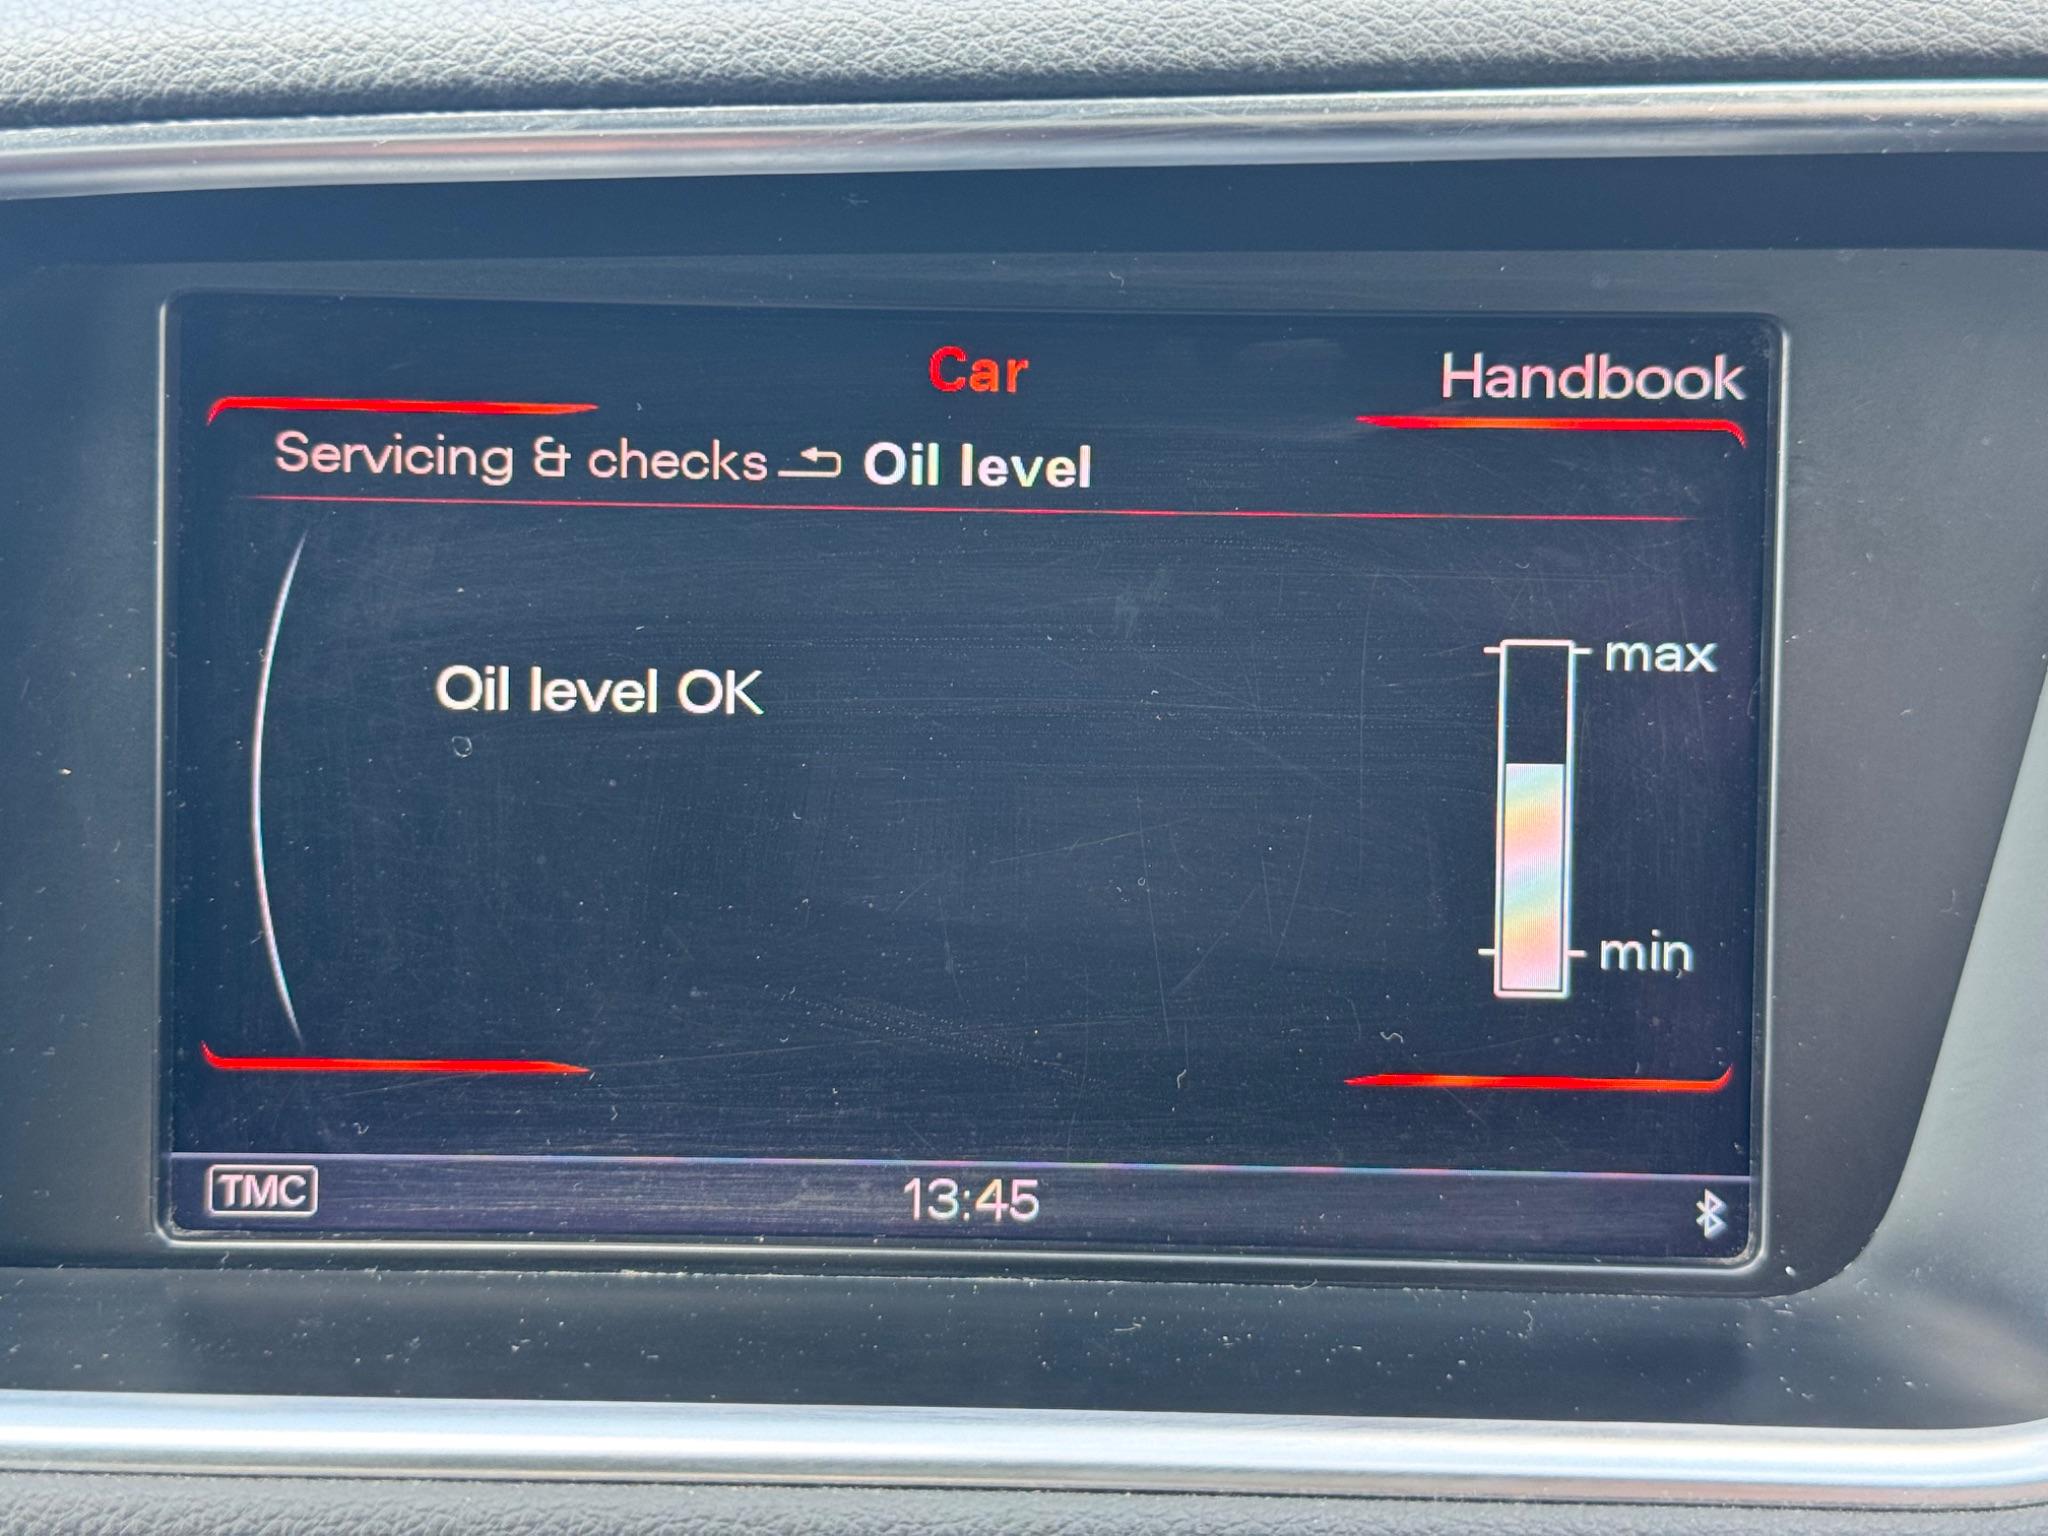 Car
Handbook
Servicing & checks Oil level
max
Oil level OK
min
TMC
13:45